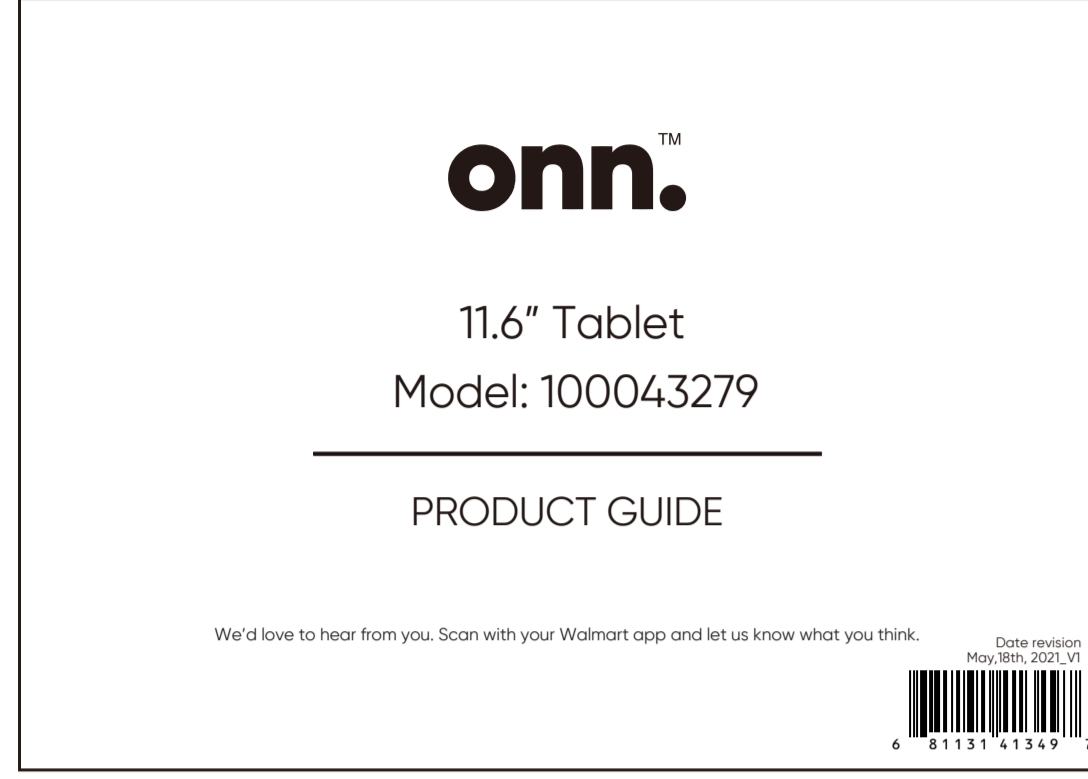 onn.™
11.6" Tablet
Model: 100043279
PRODUCT GUIDE
We'd love to hear from you. Scan with your Walmart app and let us know what you think.
Date revision
May,18th, 2021_V1
6 81131 41349